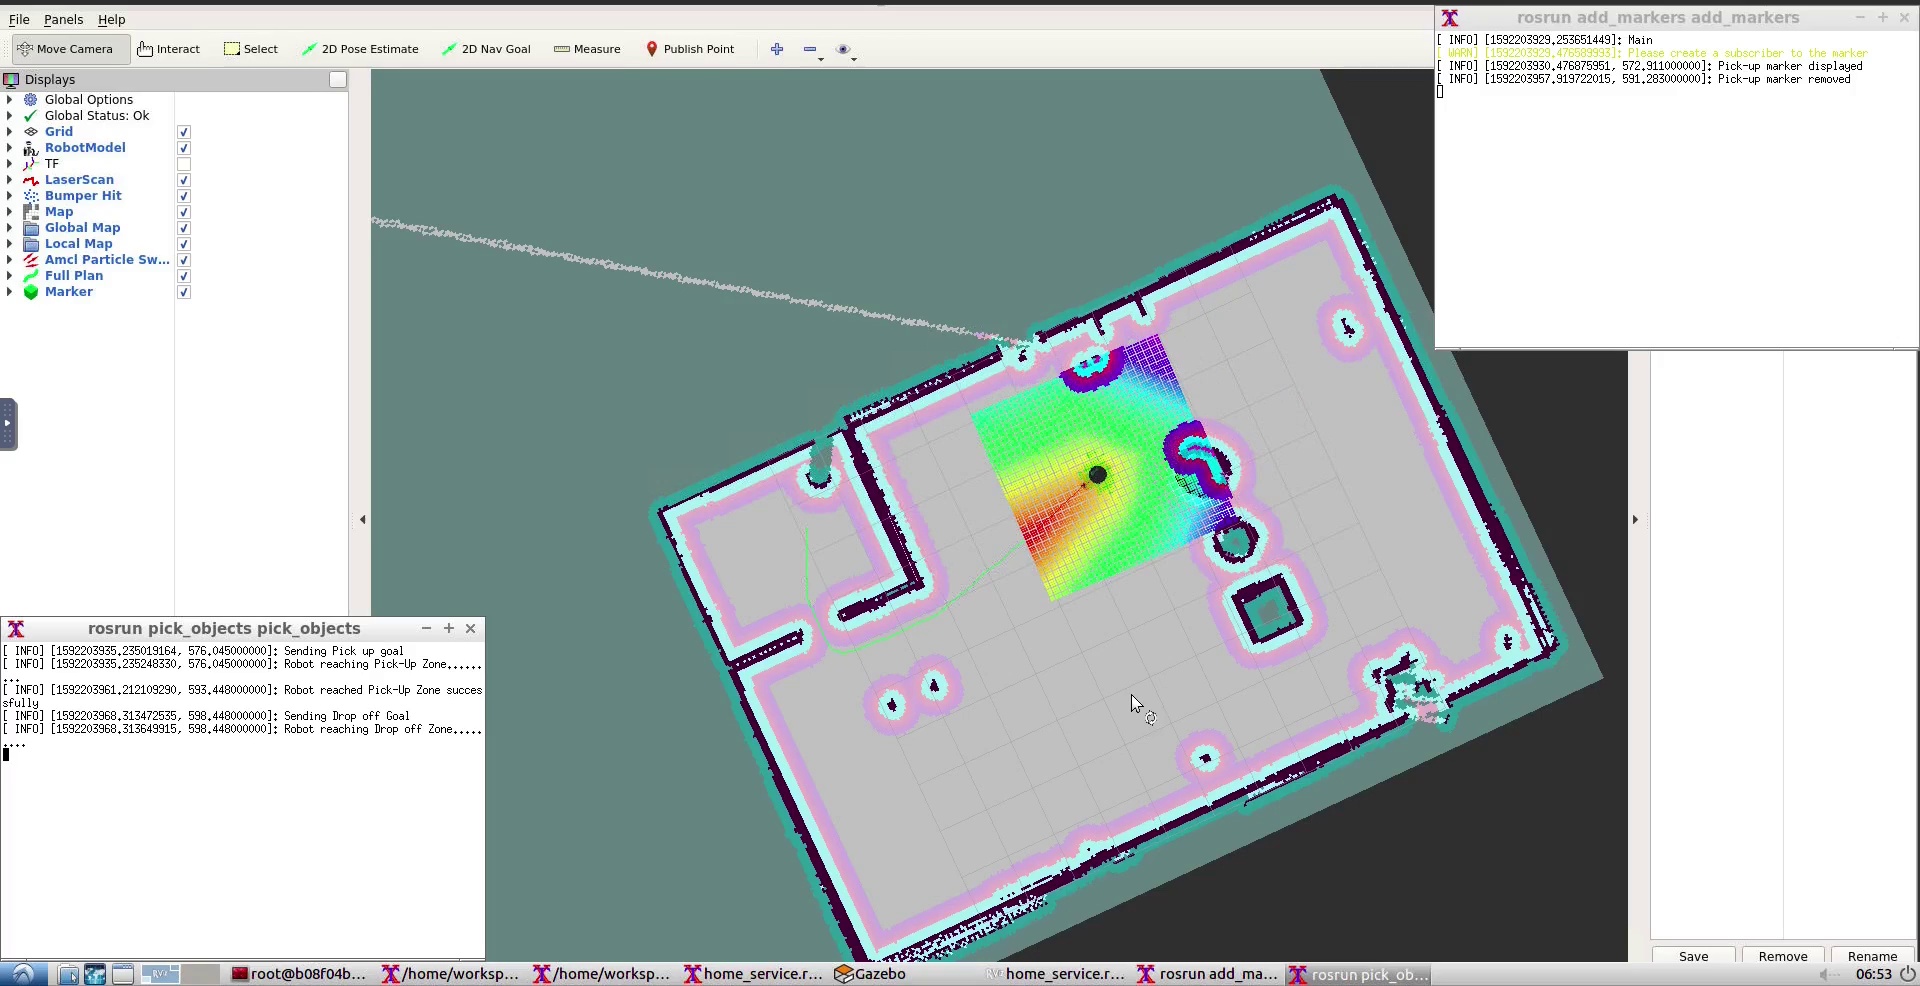 File Panels Help
Move Camera Interact Select 2D Pose Estimate 2D Nav Goal Measure Publish Point
Displays
Global Options
Global Status: Ok
Grid
RobotModel
TF
LaserScan
Bumper Hit
Map
Global Map
Local Map
Amcl Particle Sw...
Full Plan
Marker
rosrun add_markers add_markers
[ INFO] [1592203929.253651449]: Main
[ WARN] [1592203929.476589993]: Please create a subscriber to the marker
[ INFO] [1592203930.476875951, 572.911000000]: Pick-up marker displayed
[ INFO] [1592203957.919722015, 591.283000000]: Pick-up marker removed
rosrun pick_objects pick_objects
[ INFO] [1592203935.235019164, 576.045000000]: Sending Pick up goal
[ INFO] [1592203935.235248330, 576.045000000]: Robot reaching Pick-Up Zone......
...
[ INFO] [1592203961.212109290, 593.448000000]: Robot reached Pick-Up Zone succes
sfully
[ INFO] [1592203968.313472535, 598.448000000]: Sending Drop off Goal
[ INFO] [1592203968.313649915, 598.448000000]: Robot reaching Drop off Zone.....
....
Save Remove Rename
root@b08f04b... /home/worksp... /home/worksp... home_service.r... Gazebo home_service.r... rosrun add_ma... rosrun pick_ob... 06:53